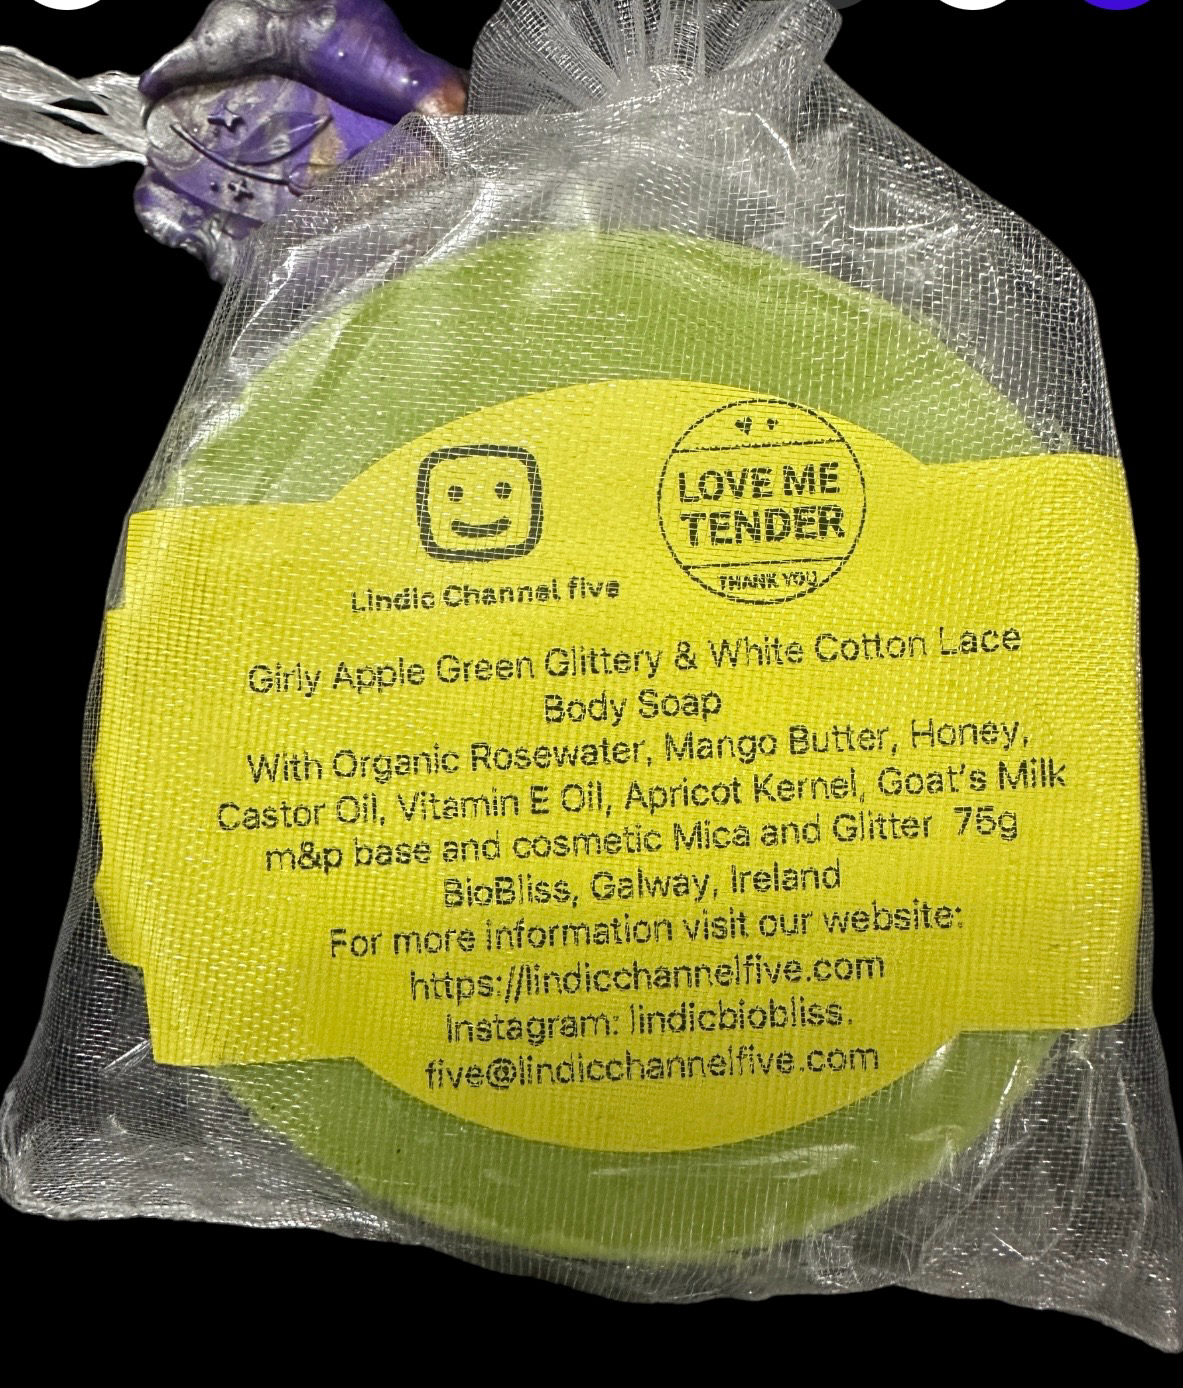 LOVE ME
TENDER
THANK YOU
Lindic Channel five
Girly Apple Green Glittery & White Cotton Lace
Body Soap
With Organic Rosewater, Mango Butter, Honey,
Castor Oil, Vitamin E Oil, Apricot Kernel, Goat's Milk
m&p base and cosmetic Mica and Glitter 75g
BioBliss, Galway, Ireland
For more information visit our website:
https://lindicchannelfive.com
Instagram: lindicbiobliss.
five@lindicchannelfive.com